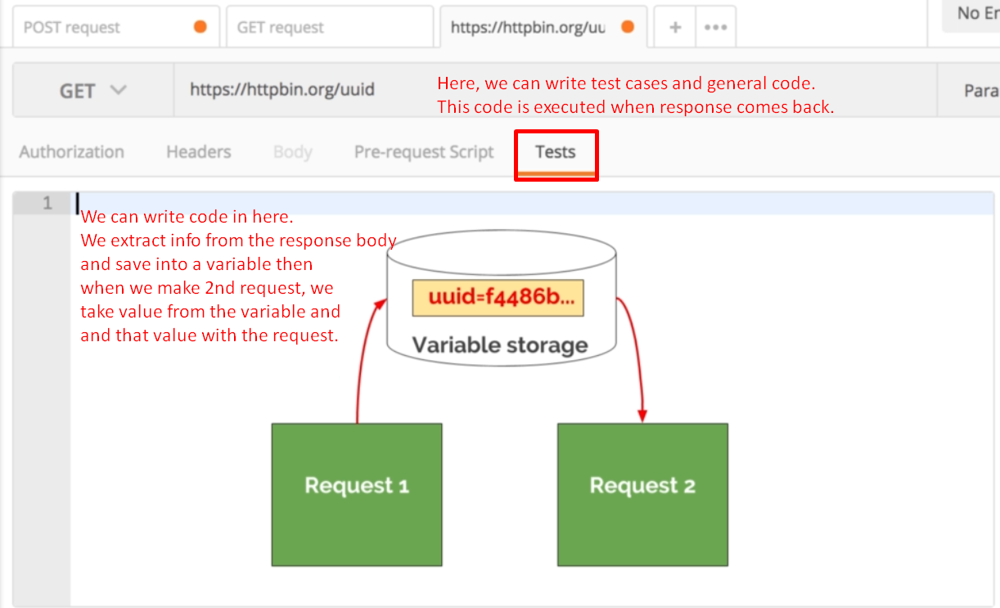 POST request
GET request
https://httpbin.org/uu
+
No Er
GET
https://httpbin.org/uuid
Here, we can write test cases and general code.
This code is executed when response comes back.
Para
Authorization
Headers
Body
Pre-request Script
Tests
1
We can write code in here.
We extract info from the response body
and save into a variable then
when we make 2nd request, we
take value from the variable and
and that value with the request.
uuid=f4486b...
Variable storage
Request 1
Request 2